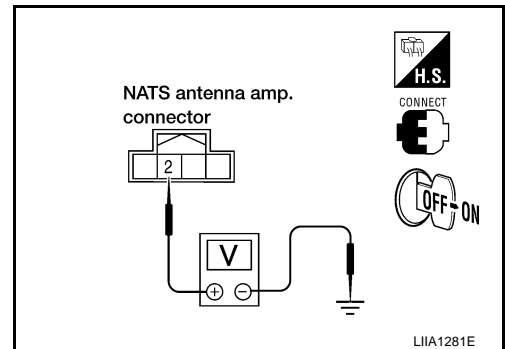 NATS antenna amp.
connector
2
V
+ −
H.S.
CONNECT
OFF ON
LIIA1281E